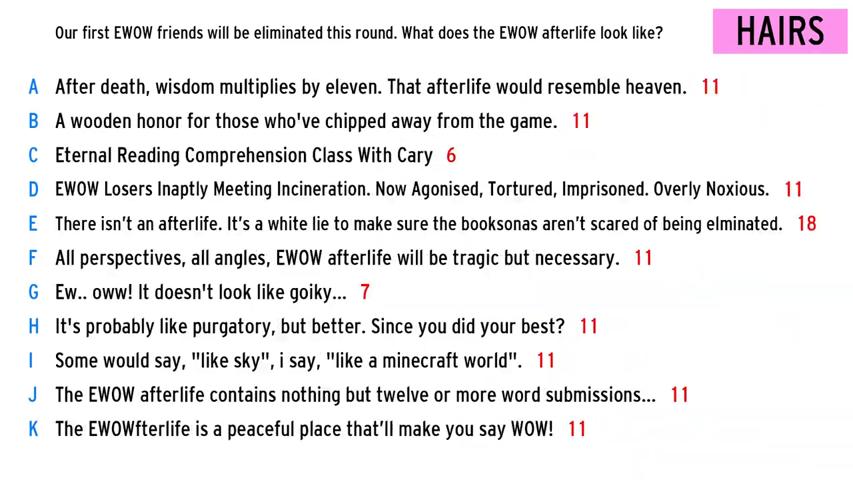 Our first EWOW friends will be eliminated this round. What does the EWOW afterlife look like?
HAIRS
A After death, wisdom multiplies by eleven. That afterlife would resemble heaven. 11
B A wooden honor for those who've chipped away from the game. 11
C Eternal Reading Comprehension Class With Cary 6
D EWOW Losers Inaptly Meeting Incineration. Now Agonised, Tortured, Imprisoned. Overly Noxious. 11
E There isn't an afterlife. It's a white lie to make sure the booksonas aren't scared of being elminated. 18
F All perspectives, all angles, EWOW afterlife will be tragic but necessary. 11
G Ew.. oww! It doesn't look like goiky... 7
H It's probably like purgatory, but better. Since you did your best? 11
I Some would say, "like sky", i say, "like a minecraft world". 11
J The EWOW afterlife contains nothing but twelve or more word submissions... 11
K The EWOWfterlife is a peaceful place that'll make you say WOW! 11